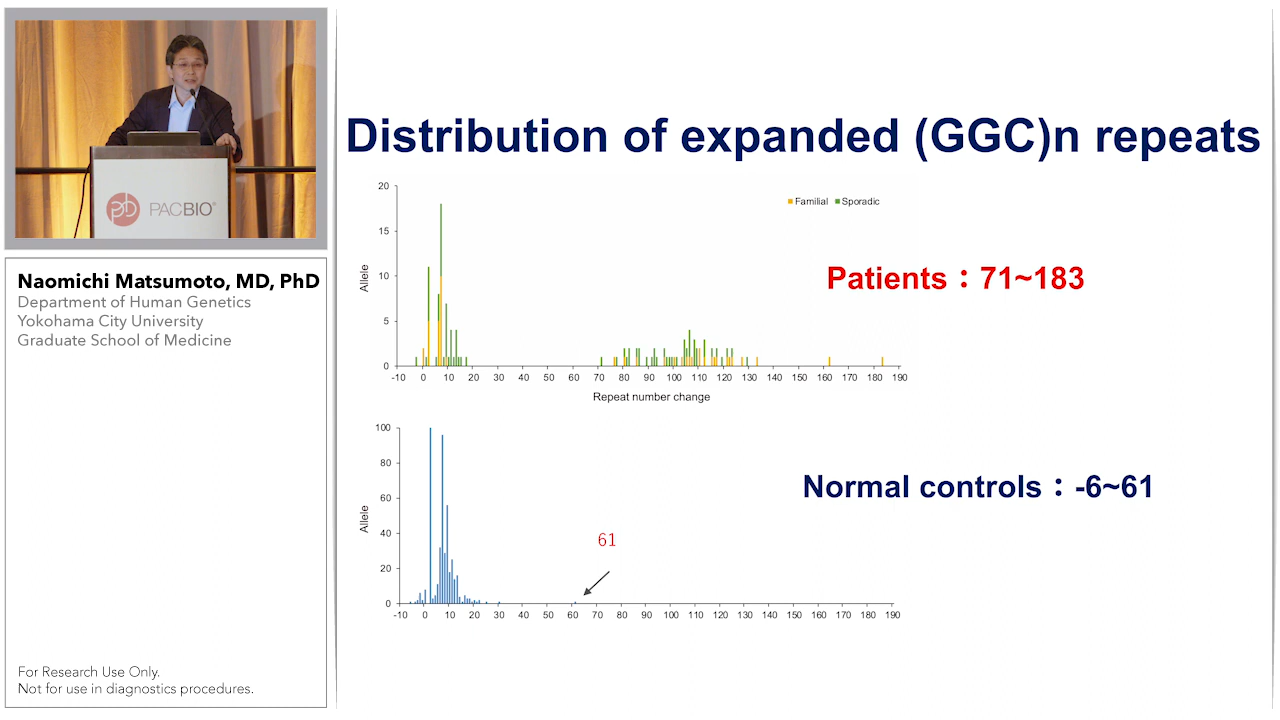 PACBIO®
Naomichi Matsumoto, MD, PhD
Department of Human Genetics
Yokohama City University
Graduate School of Medicine
For Research Use Only.
Not for use in diagnostics procedures.
Distribution of expanded (GGC)n repeats
20
15
10
5
0
Allele
-10 0 10 20 30 40 50 60 70 80 90 100 110 120 130 140 150 160 170 180 190
Repeat number change
Familial Sporadic
Patients：71~183
100
80
60
40
20
0
Allele
-10 0 10 20 30 40 50 60 70 80 90 100 110 120 130 140 150 160 170 180 190
61
Normal controls：-6~61